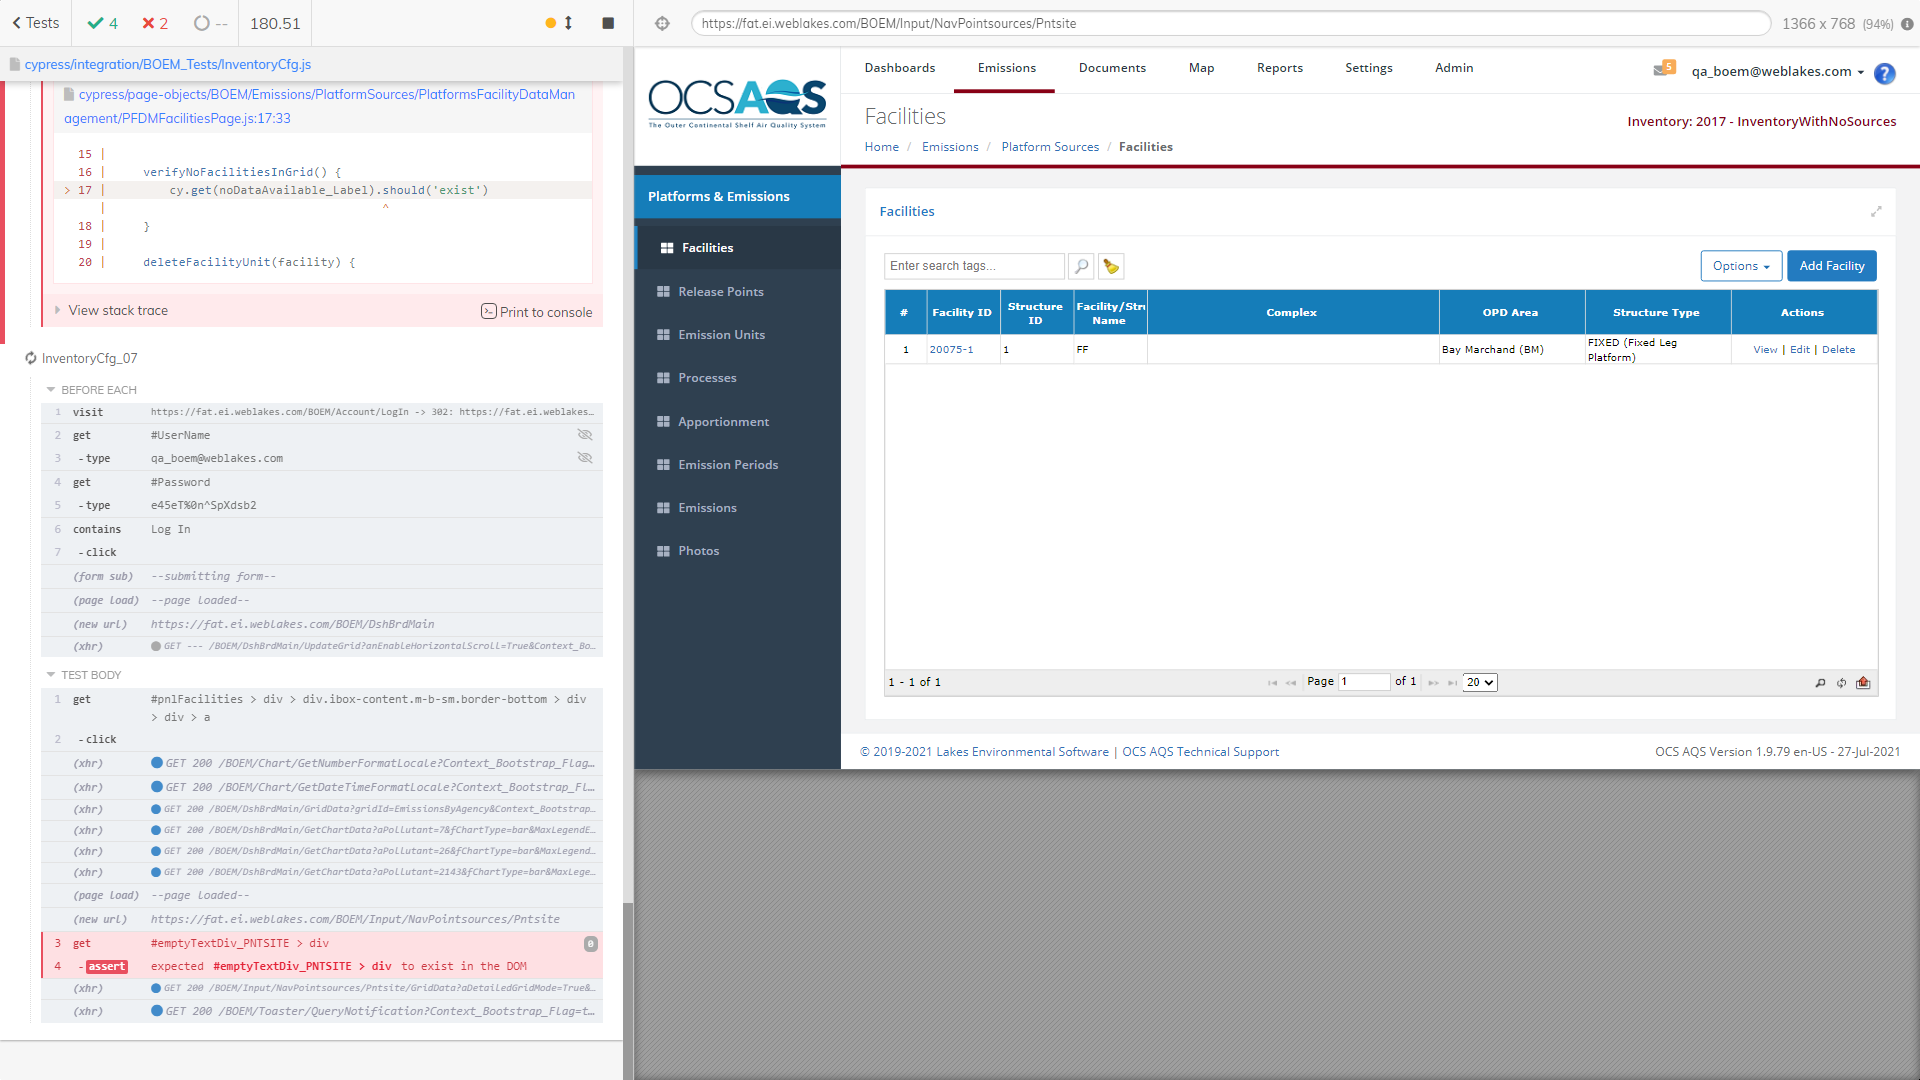 Tests
4
2
--
180.51
https://fat.ei.weblakes.com/BOEM/Input/NavPointsources/Pntsite
1366 x 768 (94%)
cypress/integration/BOEM_Tests/InventoryCfg.js
cypress/page-objects/BOEM/Emissions/PlatformSources/PlatformsFacilityDataMan
agement/PFDMFacilitiesPage.js:17:33
15 |
16 | verifyNoFacilitiesInGrid() {
> 17 | cy.get(noDataAvailable_Label).should('exist')
| ^
18 | }
19 |
20 | deleteFacilityUnit(facility) {
View stack trace
Print to console
InventoryCfg_07
BEFORE EACH
1 visit https://fat.ei.weblakes.com/BOEM/Account/LogIn -> 302: https://fat.ei.weblakes...
2 get #UserName
3 -type qa_boem@weblakes.com
4 get #Password
5 -type e45eT%0n^SpXdsb2
6 contains Log In
7 -click
(form sub) --submitting form--
(page load) --page loaded--
(new url) https://fat.ei.weblakes.com/BOEM/DshBrdMain
(xhr) GET --- /BOEM/DshBrdMain/UpdateGrid?anEnableHorizontalScroll=True&Context_Bo...
TEST BODY
1 get #pnlFacilities > div > div.ibox-content.m-b-sm.border-bottom > div
> div > a
2 -click
(xhr) GET 200 /BOEM/Chart/GetNumberFormatLocale?Context_Bootstrap_Flag...
(xhr) GET 200 /BOEM/Chart/GetDateTimeFormatLocale?Context_Bootstrap_Fl...
(xhr) GET 200 /BOEM/DshBrdMain/GridData?gridId=EmissionsByAgency&Context_Bootstrap...
(xhr) GET 200 /BOEM/DshBrdMain/GetChartData?aPollutant=7&fChartType=bar&MaxLegendE...
(xhr) GET 200 /BOEM/DshBrdMain/GetChartData?aPollutant=26&fChartType=bar&MaxLegend...
(xhr) GET 200 /BOEM/DshBrdMain/GetChartData?aPollutant=2143&fChartType=bar&MaxLege...
(page load) --page loaded--
(new url) https://fat.ei.weblakes.com/BOEM/Input/NavPointsources/Pntsite
3 get #emptyTextDiv_PNTSITE > div 0
4 -assert expected #emptyTextDiv_PNTSITE > div to exist in the DOM
(xhr) GET 200 /BOEM/Input/NavPointsources/Pntsite/GridData?aDetailedGridMode=True&...
(xhr) GET 200 /BOEM/Toaster/QueryNotification?Context_Bootstrap_Flag=t...
OCSAQS
The Outer Continental Shelf Air Quality System
Dashboards
Emissions
Documents
Map
Reports
Settings
Admin
5
qa_boem@weblakes.com
?
Facilities
Inventory: 2017 - InventoryWithNoSources
Home / Emissions / Platform Sources / Facilities
Platforms & Emissions
Facilities
Release Points
Emission Units
Processes
Apportionment
Emission Periods
Emissions
Photos
Facilities
Enter search tags...
Options
Add Facility
# Facility ID Structure ID Facility/Stru Name Complex OPD Area Structure Type Actions
1 20075-1 1 FF Bay Marchand (BM) FIXED (Fixed Leg Platform) View | Edit | Delete
1 - 1 of 1
Page 1 of 1
20
© 2019-2021 Lakes Environmental Software | OCS AQS Technical Support
OCS AQS Version 1.9.79 en-US - 27-Jul-2021